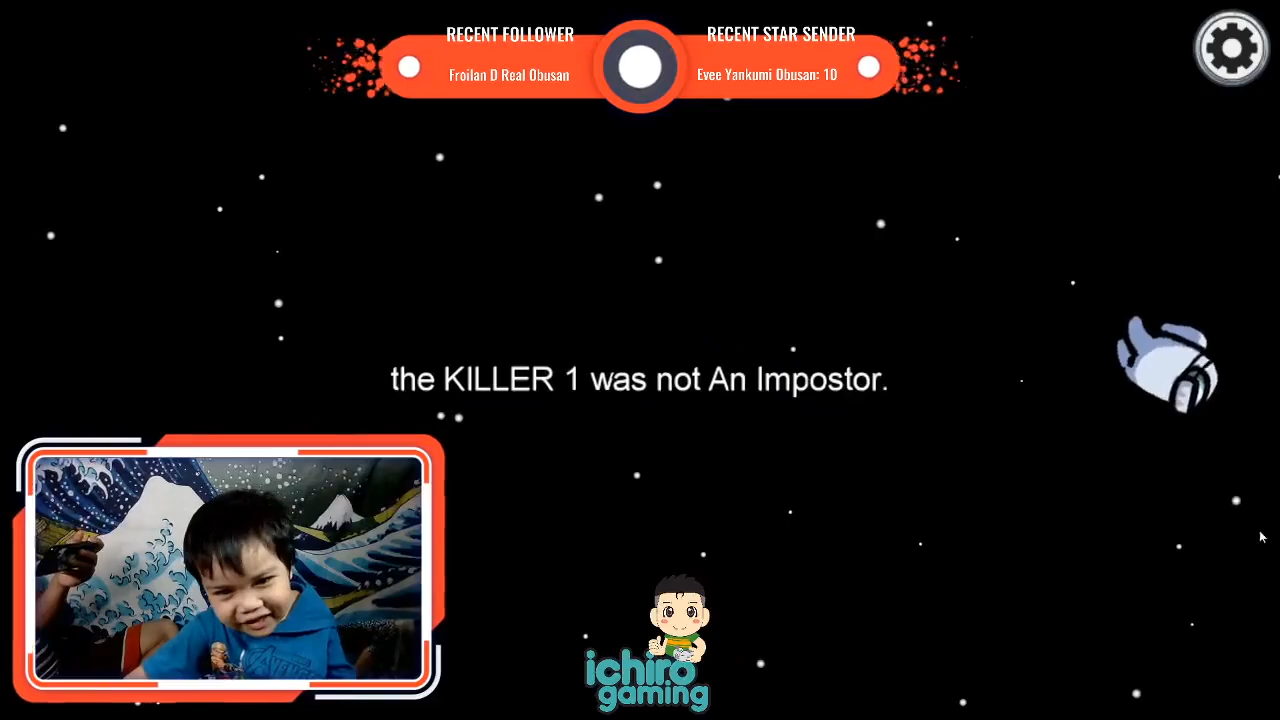 RECENT FOLLOWER
RECENT STAR SENDER
Froilan D Real Obusan
Evee Yankumi Obusan: 10
the KILLER 1 was not An Impostor.
AVENGE
ichiro
gaming